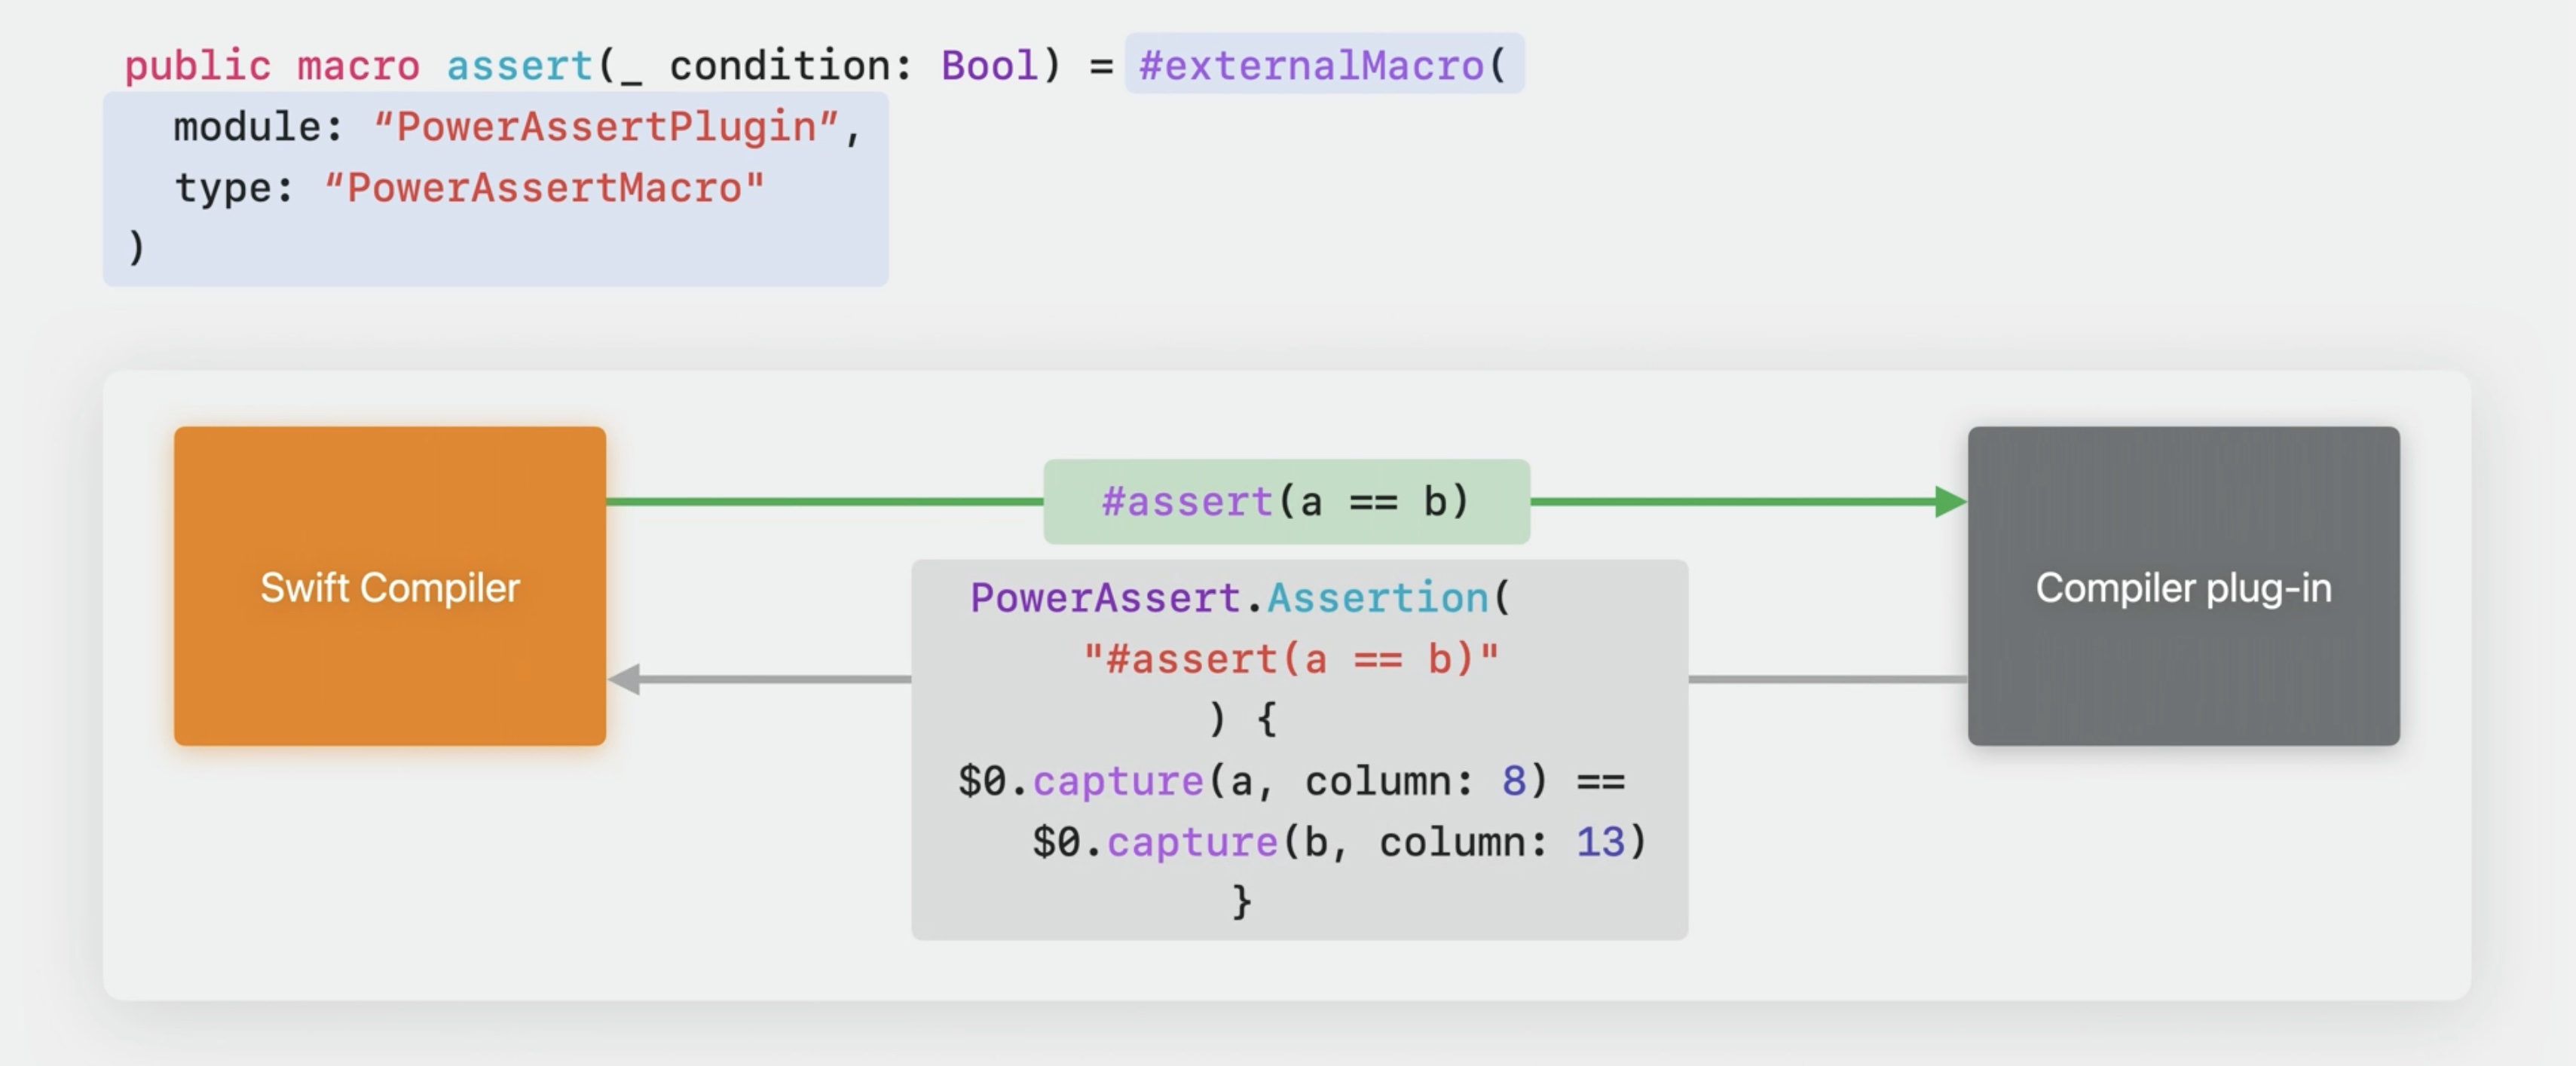 public macro assert(_ condition: Bool) = #externalMacro(
module: “PowerAssertPlugin”,
type: “PowerAssertMacro"
)
Swift Compiler
#assert(a == b)
Compiler plug-in
PowerAssert.Assertion(
"#assert(a == b)"
) {
$0.capture(a, column: 8) ==
$0.capture(b, column: 13)
}